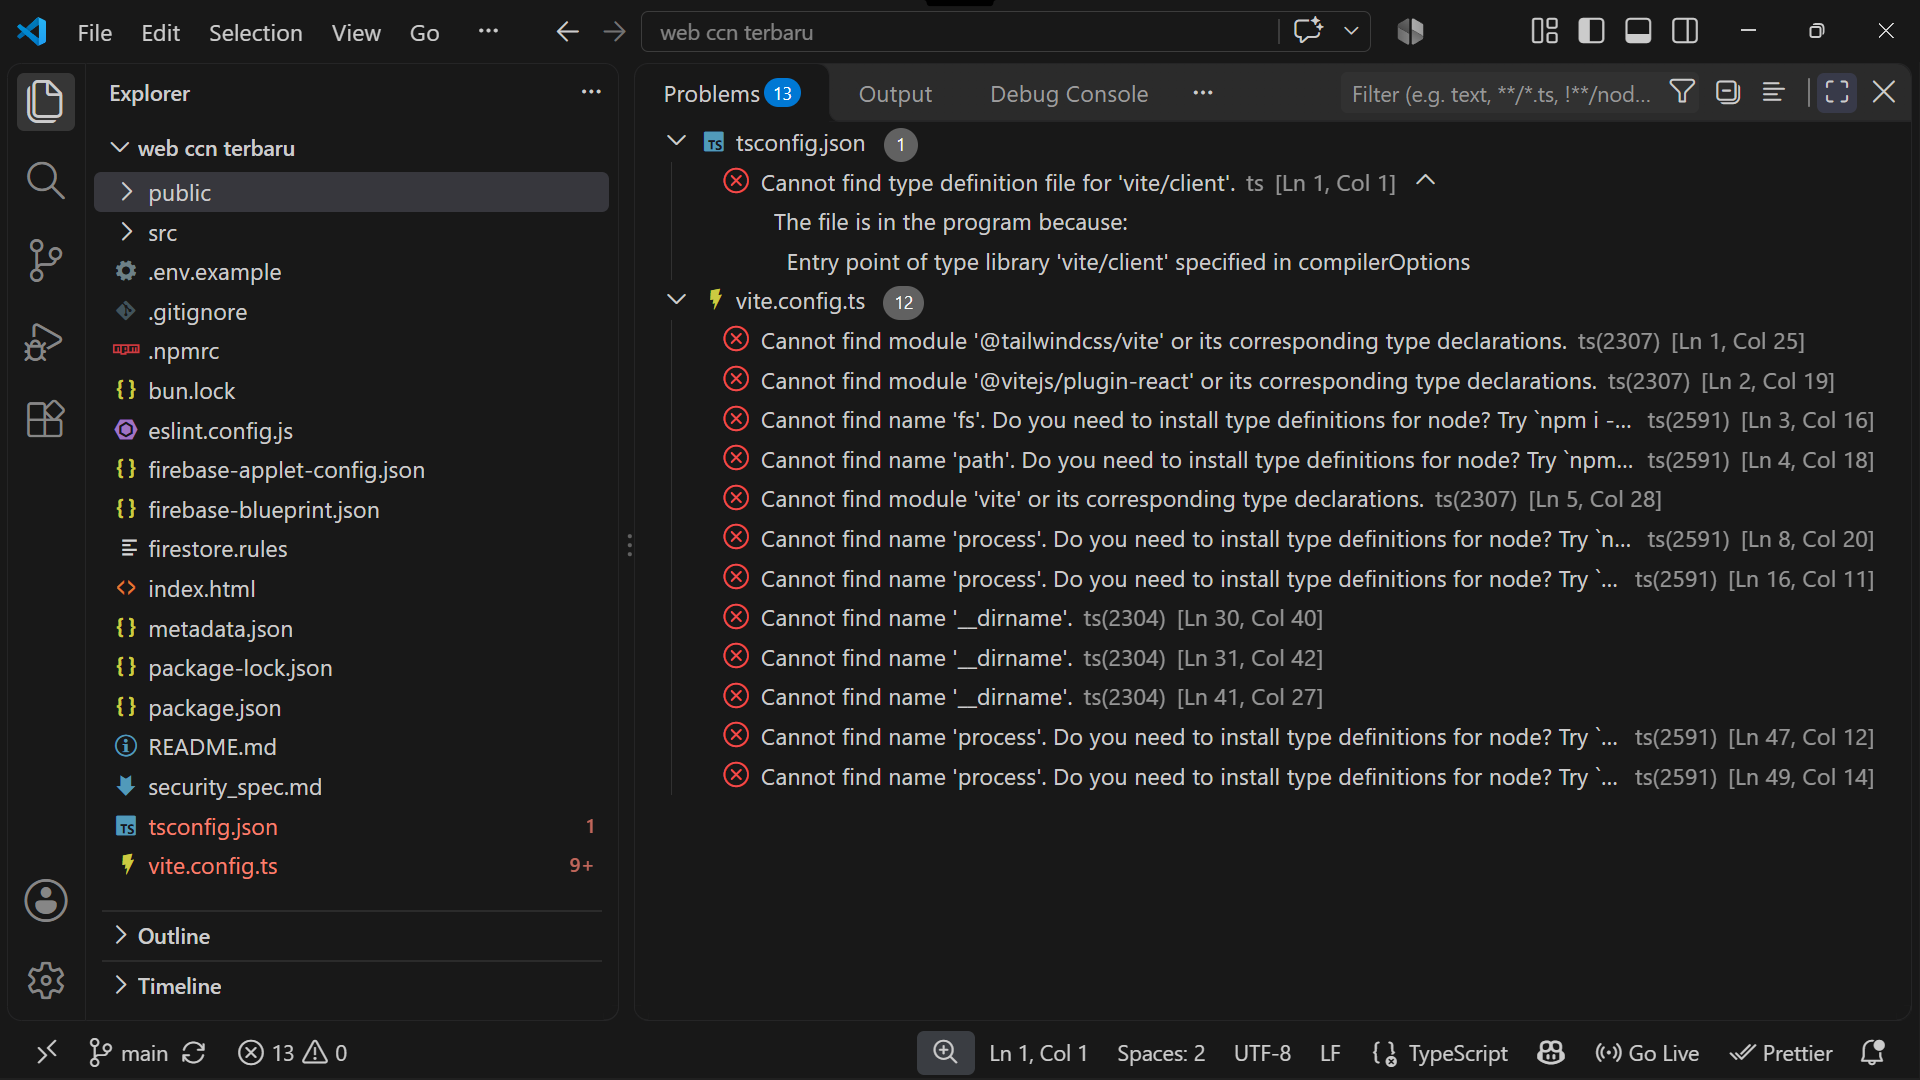 File Edit Selection View Go ···
web ccn terbaru
Explorer ···
web ccn terbaru
public
src
.env.example
.gitignore
.npmrc
bun.lock
eslint.config.js
firebase-applet-config.json
firebase-blueprint.json
firestore.rules
index.html
metadata.json
package-lock.json
package.json
README.md
security_spec.md
tsconfig.json 1
vite.config.ts 9+
Outline
Timeline
Problems 13 Output Debug Console ···
Filter (e.g. text, **/*.ts, !**/nod...
tsconfig.json 1
Cannot find type definition file for 'vite/client'. ts [Ln 1, Col 1]
The file is in the program because:
Entry point of type library 'vite/client' specified in compilerOptions
vite.config.ts 12
Cannot find module '@tailwindcss/vite' or its corresponding type declarations. ts(2307) [Ln 1, Col 25]
Cannot find module '@vitejs/plugin-react' or its corresponding type declarations. ts(2307) [Ln 2, Col 19]
Cannot find name 'fs'. Do you need to install type definitions for node? Try `npm i -... ts(2591) [Ln 3, Col 16]
Cannot find name 'path'. Do you need to install type definitions for node? Try `npm... ts(2591) [Ln 4, Col 18]
Cannot find module 'vite' or its corresponding type declarations. ts(2307) [Ln 5, Col 28]
Cannot find name 'process'. Do you need to install type definitions for node? Try `n... ts(2591) [Ln 8, Col 20]
Cannot find name 'process'. Do you need to install type definitions for node? Try `... ts(2591) [Ln 16, Col 11]
Cannot find name '__dirname'. ts(2304) [Ln 30, Col 40]
Cannot find name '__dirname'. ts(2304) [Ln 31, Col 42]
Cannot find name '__dirname'. ts(2304) [Ln 41, Col 27]
Cannot find name 'process'. Do you need to install type definitions for node? Try `... ts(2591) [Ln 47, Col 12]
Cannot find name 'process'. Do you need to install type definitions for node? Try `... ts(2591) [Ln 49, Col 14]
main 13 0 Ln 1, Col 1 Spaces: 2 UTF-8 LF TypeScript Go Live Prettier